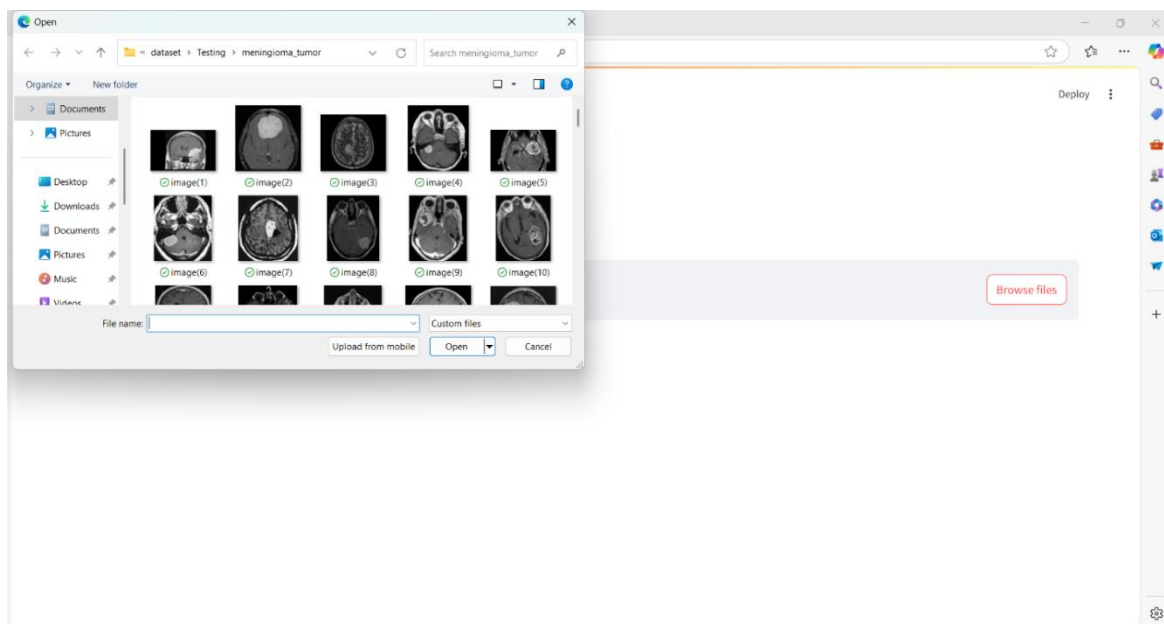 Open
« dataset > Testing > meningioma_tumor
Search meningioma_tumor
Organize
New folder
Deploy
Documents
Pictures
Desktop
Downloads
Documents
Pictures
Music
Videos
image(1)
image(2)
image(3)
image(4)
image(5)
image(6)
image(7)
image(8)
image(9)
image(10)
Browse files
File name:
Custom files
Upload from mobile
Open
Cancel